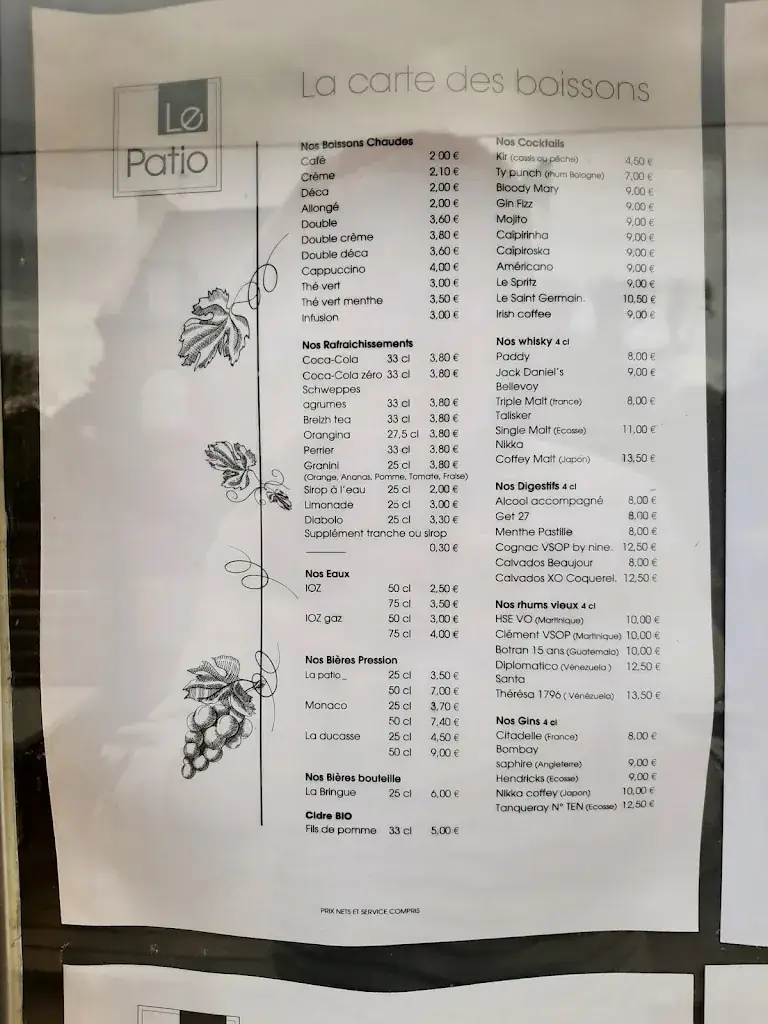 Le
Patio
La carte des boissons
Nos Boissons Chaudes
Café 2,00 €
Crème 2,10 €
Déca 2,00 €
Allongé 2,00 €
Double 3,60 €
Double crème 3,80 €
Double déca 3,60 €
Cappuccino 4,00 €
Thé vert 3,00 €
Thé vert menthe 3,50 €
Infusion 3,00 €
Nos Rafraichissements
Coca-Cola 33 cl 3,80 €
Coca-Cola zéro 33 cl 3,80 €
Schweppes
agrumes 33 cl 3,80 €
Breizh tea 33 cl 3,80 €
Orangina 27,5 cl 3,80 €
Perrier 33 cl 3,80 €
Granini 25 cl 3,80 €
(Orange, Ananas, Pomme, Tomate, Fraise)
Sirop à l'eau 25 cl 2,00 €
Limonade 25 cl 3,00 €
Diabolo 25 cl 3,30 €
Supplément tranche ou sirop
0,30 €
Nos Eaux
IOZ 50 cl 2,50 €
75 cl 3,50 €
IOZ gaz 50 cl 3,00 €
75 cl 4,00 €
Nos Bières Pression
La patio_ 25 cl 3,50 €
50 cl 7,00 €
Monaco 25 cl 3,70 €
50 cl 7,40 €
La ducasse 25 cl 4,50 €
50 cl 9,00 €
Nos Bières bouteille
La Bringue 25 cl 6,00 €
Cidre BIO
Fils de pomme 33 cl 5,00 €
Nos Cocktails
Kir (cassis ou pêche) 4,50 €
Ty punch (rhum Bologne) 7,00 €
Bloody Mary 9,00 €
Gin Fizz 9,00 €
Mojito 9,00 €
Caïpirinha 9,00 €
Caïpiroska 9,00 €
Américano 9,00 €
Le Spritz 9,00 €
Le Saint Germain. 10,50 €
Irish coffee 9,00 €
Nos whisky 4 cl
Paddy 8,00 €
Jack Daniel's 9,00 €
Bellevoy
Triple Malt (france) 8,00 €
Talisker
Single Malt (Ecosse) 11,00 €
Nikka
Coffey Malt (Japon) 13,50 €
Nos Digestifs 4 cl
Alcool accompagné 8,00 €
Get 27 8,00 €
Menthe Pastille 8,00 €
Cognac VSOP by nine. 12,50 €
Calvados Beaujour 8,00 €
Calvados XO Coquerel. 12,50 €
Nos rhums vieux 4 cl
HSE VO (Martinique) 10,00 €
Clément VSOP (Martinique) 10,00 €
Botran 15 ans (Guatemala) 10,00 €
Diplomatico (Venezuela) 12,50 €
Santa
Thérésa 1796 ( Vénézuela) 13,50 €
Nos Gins 4 cl
Citadelle (France) 8,00 €
Bombay
saphire (Angleterre) 9,00 €
Hendricks (Ecosse) 9,00 €
Nikka coffey (Japon) 10,00 €
Tanqueray N° TEN (Ecosse) 12,50 €
PRIX NETS ET SERVICE COMPRIS